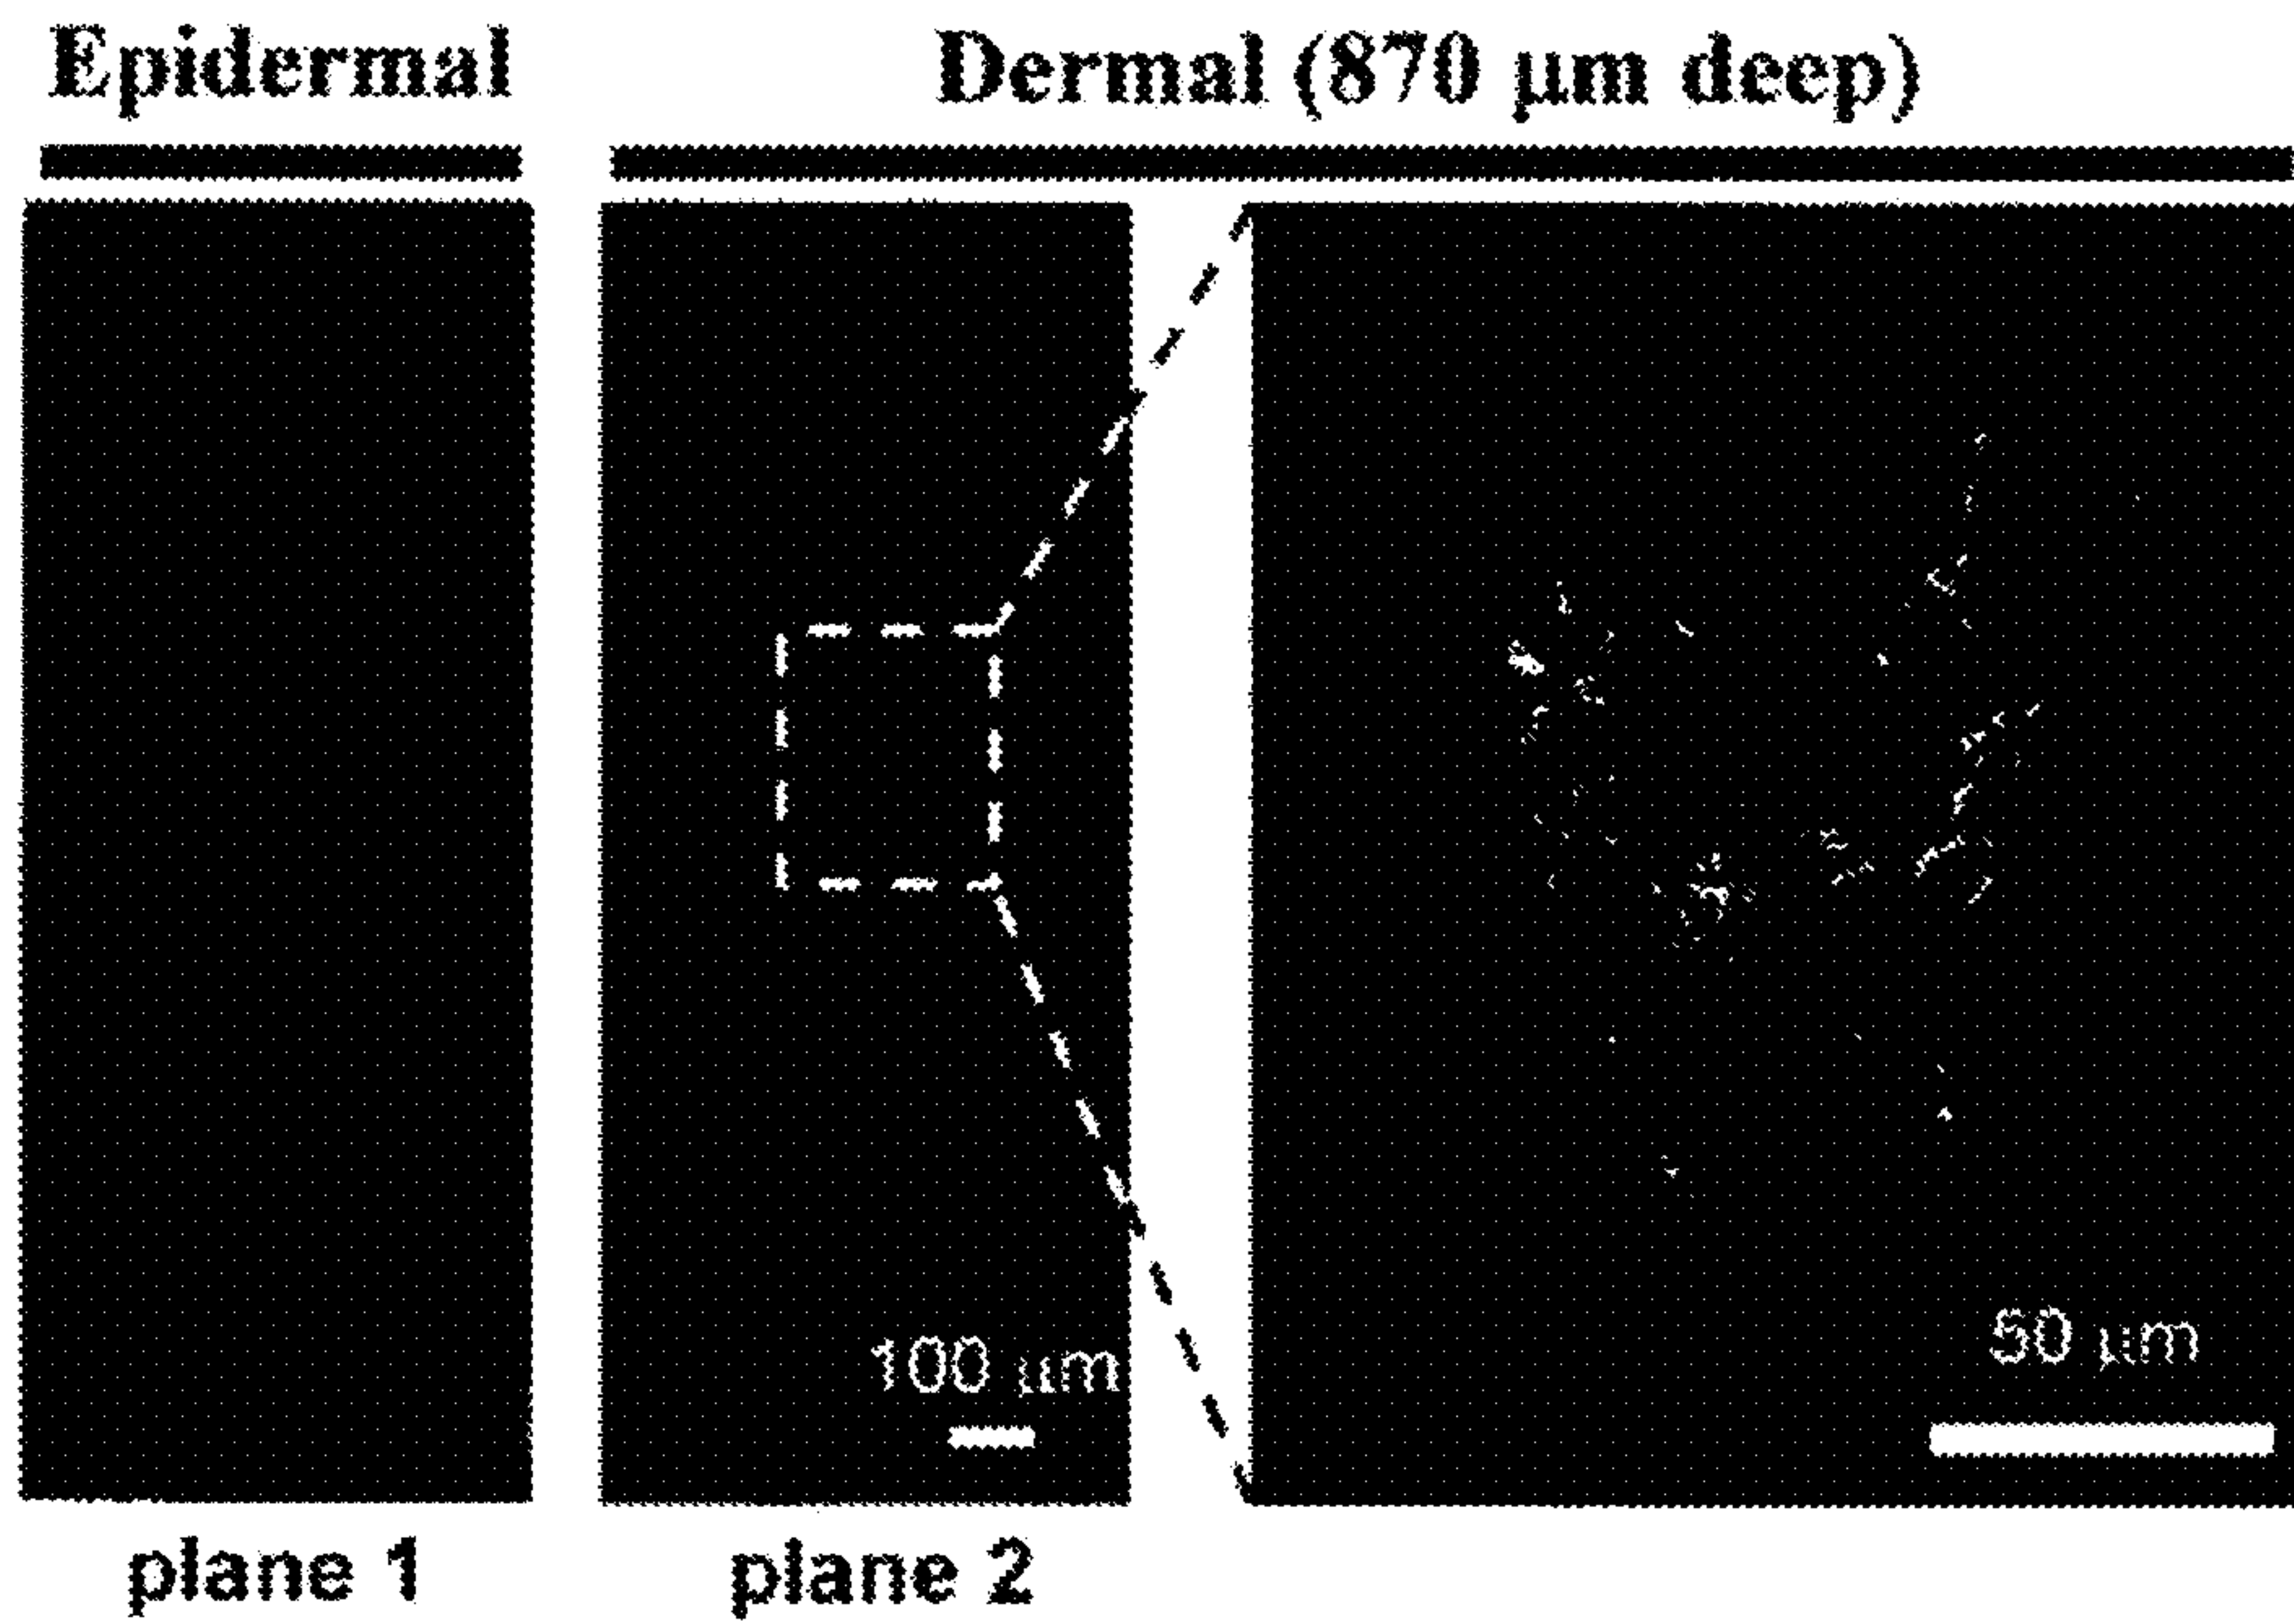 Epidermal
Dermal (870 µm deep)
100 µm
50 µm
plane 1
plane 2